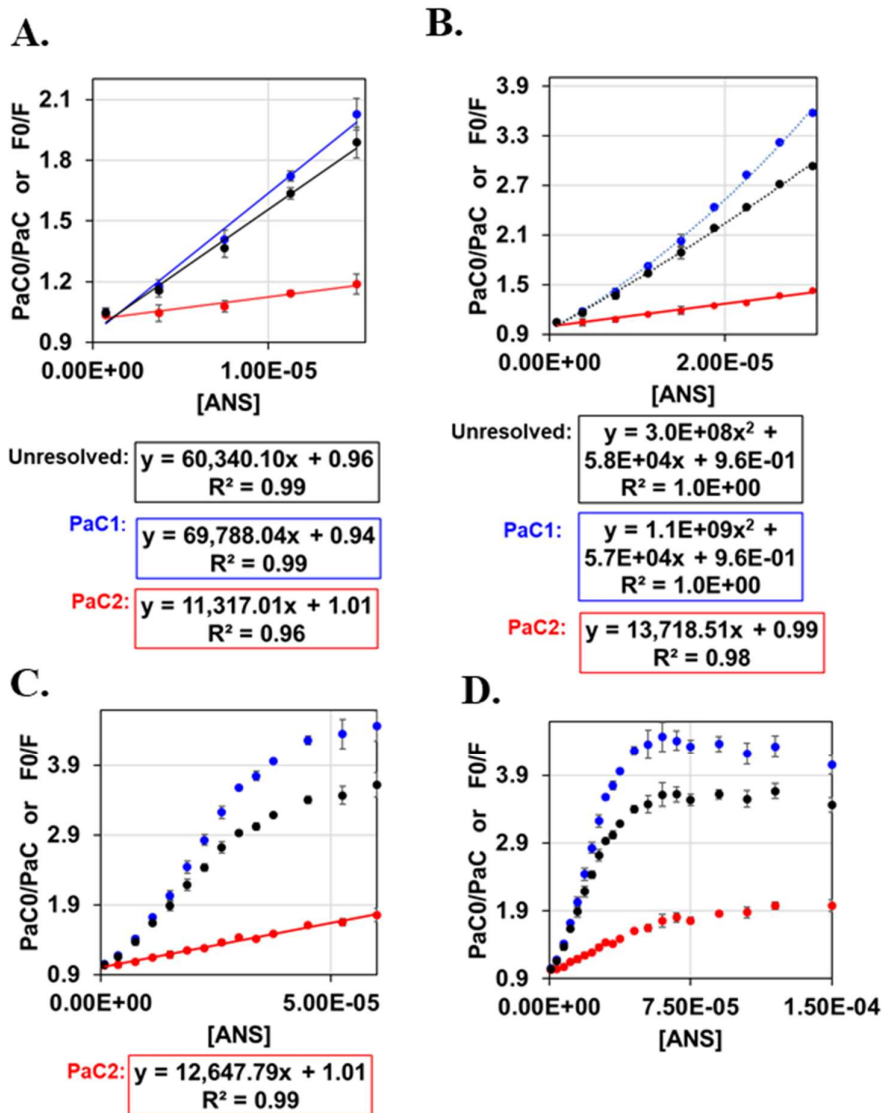 A.
PaC0/PaC or F0/F
2.1
1.8
1.5
1.2
0.9
0.00E+00
1.00E-05
[ANS]
Unresolved:
y = 60,340.10x + 0.96
R² = 0.99
PaC1:
y = 69,788.04x + 0.94
R² = 0.99
PaC2:
y = 11,317.01x + 1.01
R² = 0.96
B.
PaC0/PaC or F0/F
3.9
3.3
2.7
2.1
1.5
0.9
0.00E+00
2.00E-05
[ANS]
Unresolved:
y = 3.0E+08x² +
5.8E+04x + 9.6E-01
R² = 1.0E+00
PaC1:
y = 1.1E+09x² +
5.7E+04x + 9.6E-01
R² = 1.0E+00
PaC2:
y = 13,718.51x + 0.99
R² = 0.98
C.
PaC0/PaC or F0/F
3.9
2.9
1.9
0.9
0.00E+00
5.00E-05
[ANS]
PaC2:
y = 12,647.79x + 1.01
R² = 0.99
D.
PaC0/PaC or F0/F
3.9
2.9
1.9
0.9
0.00E+00
7.50E-05
1.50E-04
[ANS]